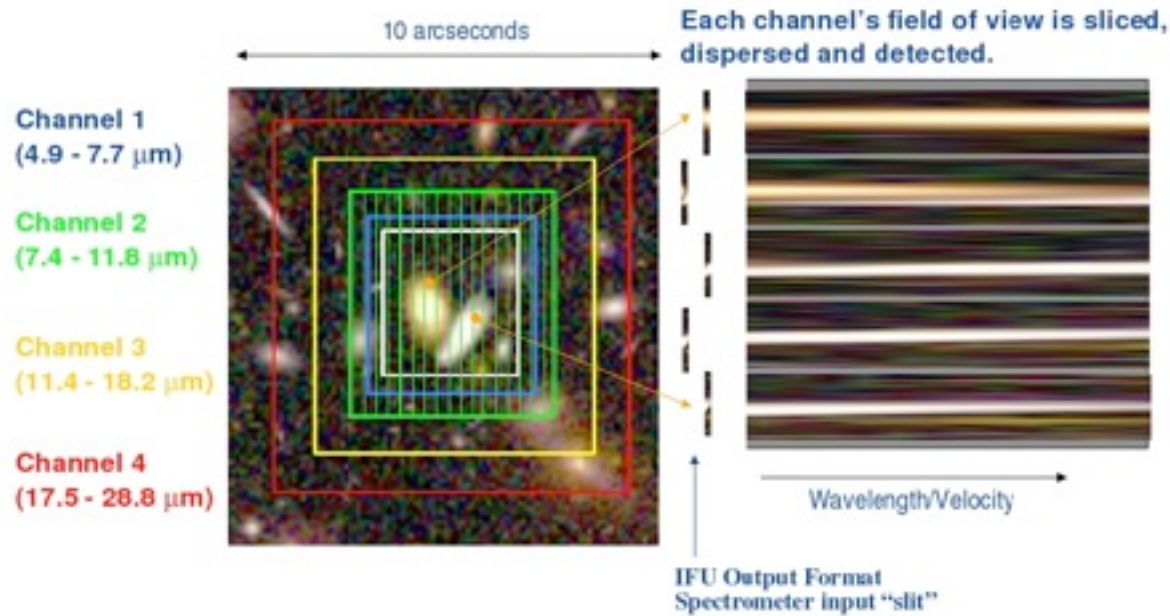 10 arcseconds
Each channel's field of view is sliced,
dispersed and detected.
Channel 1
(4.9 - 7.7 μm)
Channel 2
(7.4 - 11.8 μm)
Channel 3
(11.4 - 18.2 μm)
Channel 4
(17.5 - 28.8 μm)
Wavelength/Velocity
IFU Output Format
Spectrometer input “slit”